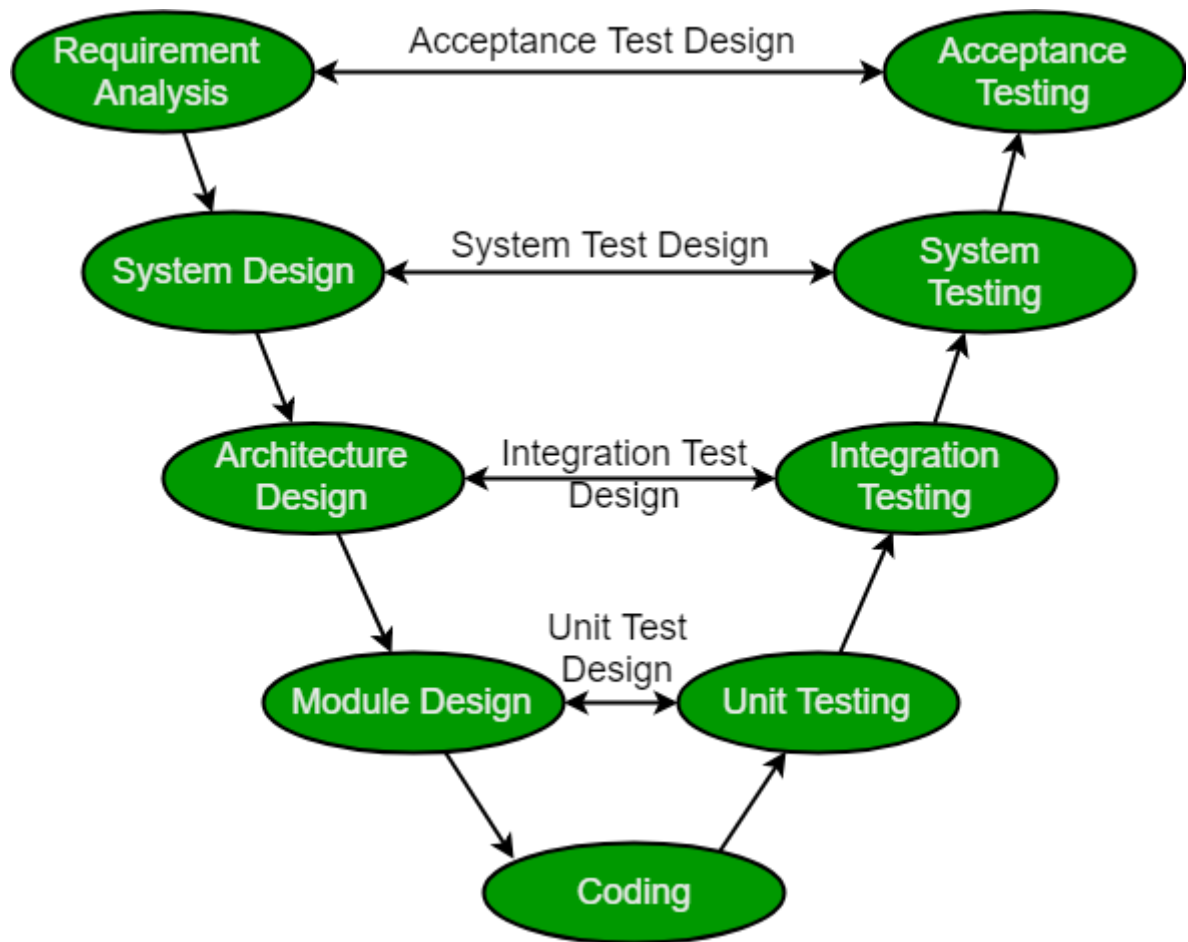 Requirement
Analysis
Acceptance Test Design
Acceptance
Testing
System Design
System Test Design
System
Testing
Architecture
Design
Integration Test
Design
Integration
Testing
Module Design
Unit Test
Design
Unit Testing
Coding